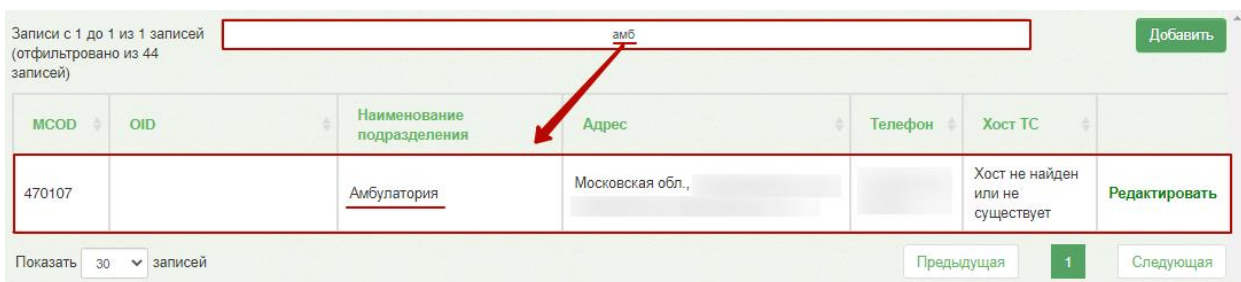 Записи с 1 до 1 из 1 записей
(отфильтровано из 44
записей)
амб
Добавить
MCOD
OID
Наименование
подразделения
Адрес
Телефон
Хост ТС
470107
Амбулатория
Московская обл.,
Хост не найден
или не
существует
Редактировать
Показать 30 записей
Предыдущая
1
Следующая